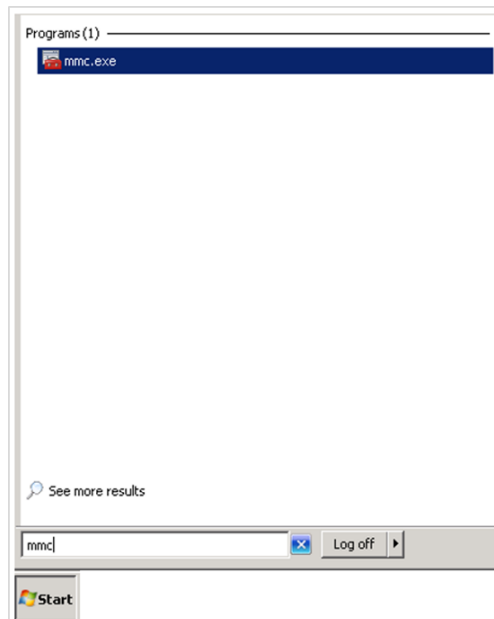 Programs (1)
mmc.exe
See more results
mmc
Log off
Start